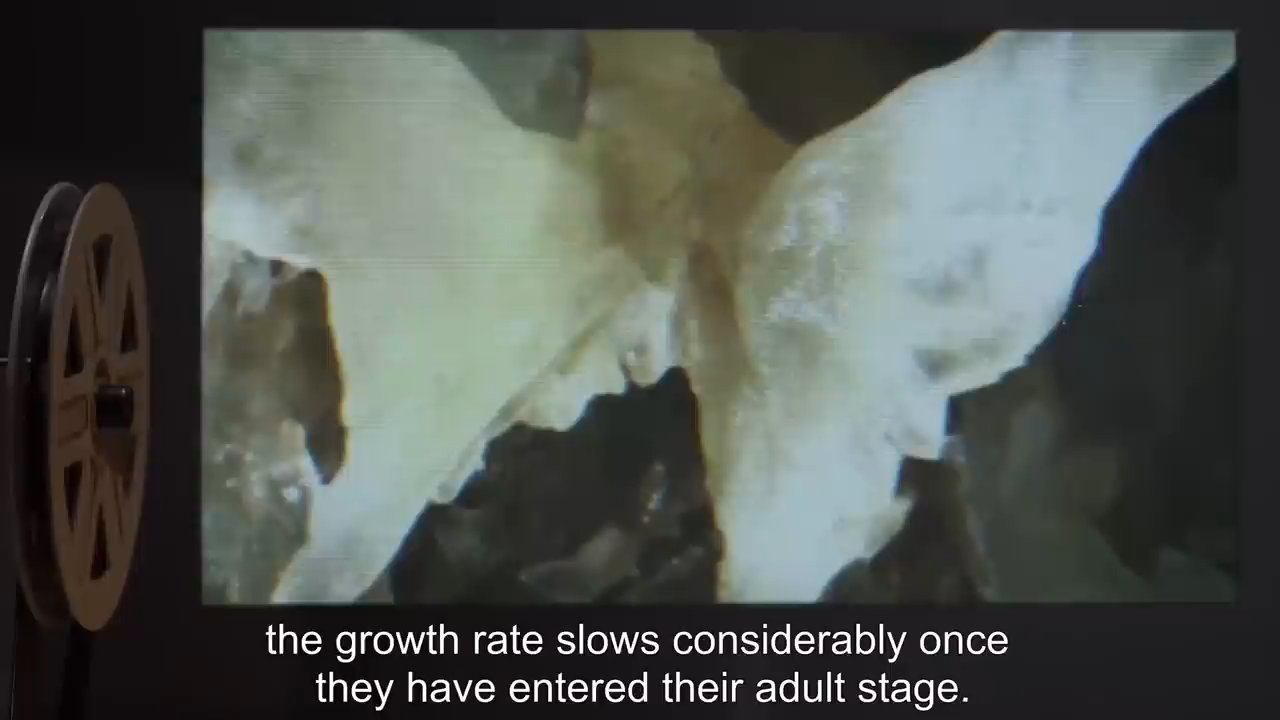 the growth rate slows considerably once
they have entered their adult stage.